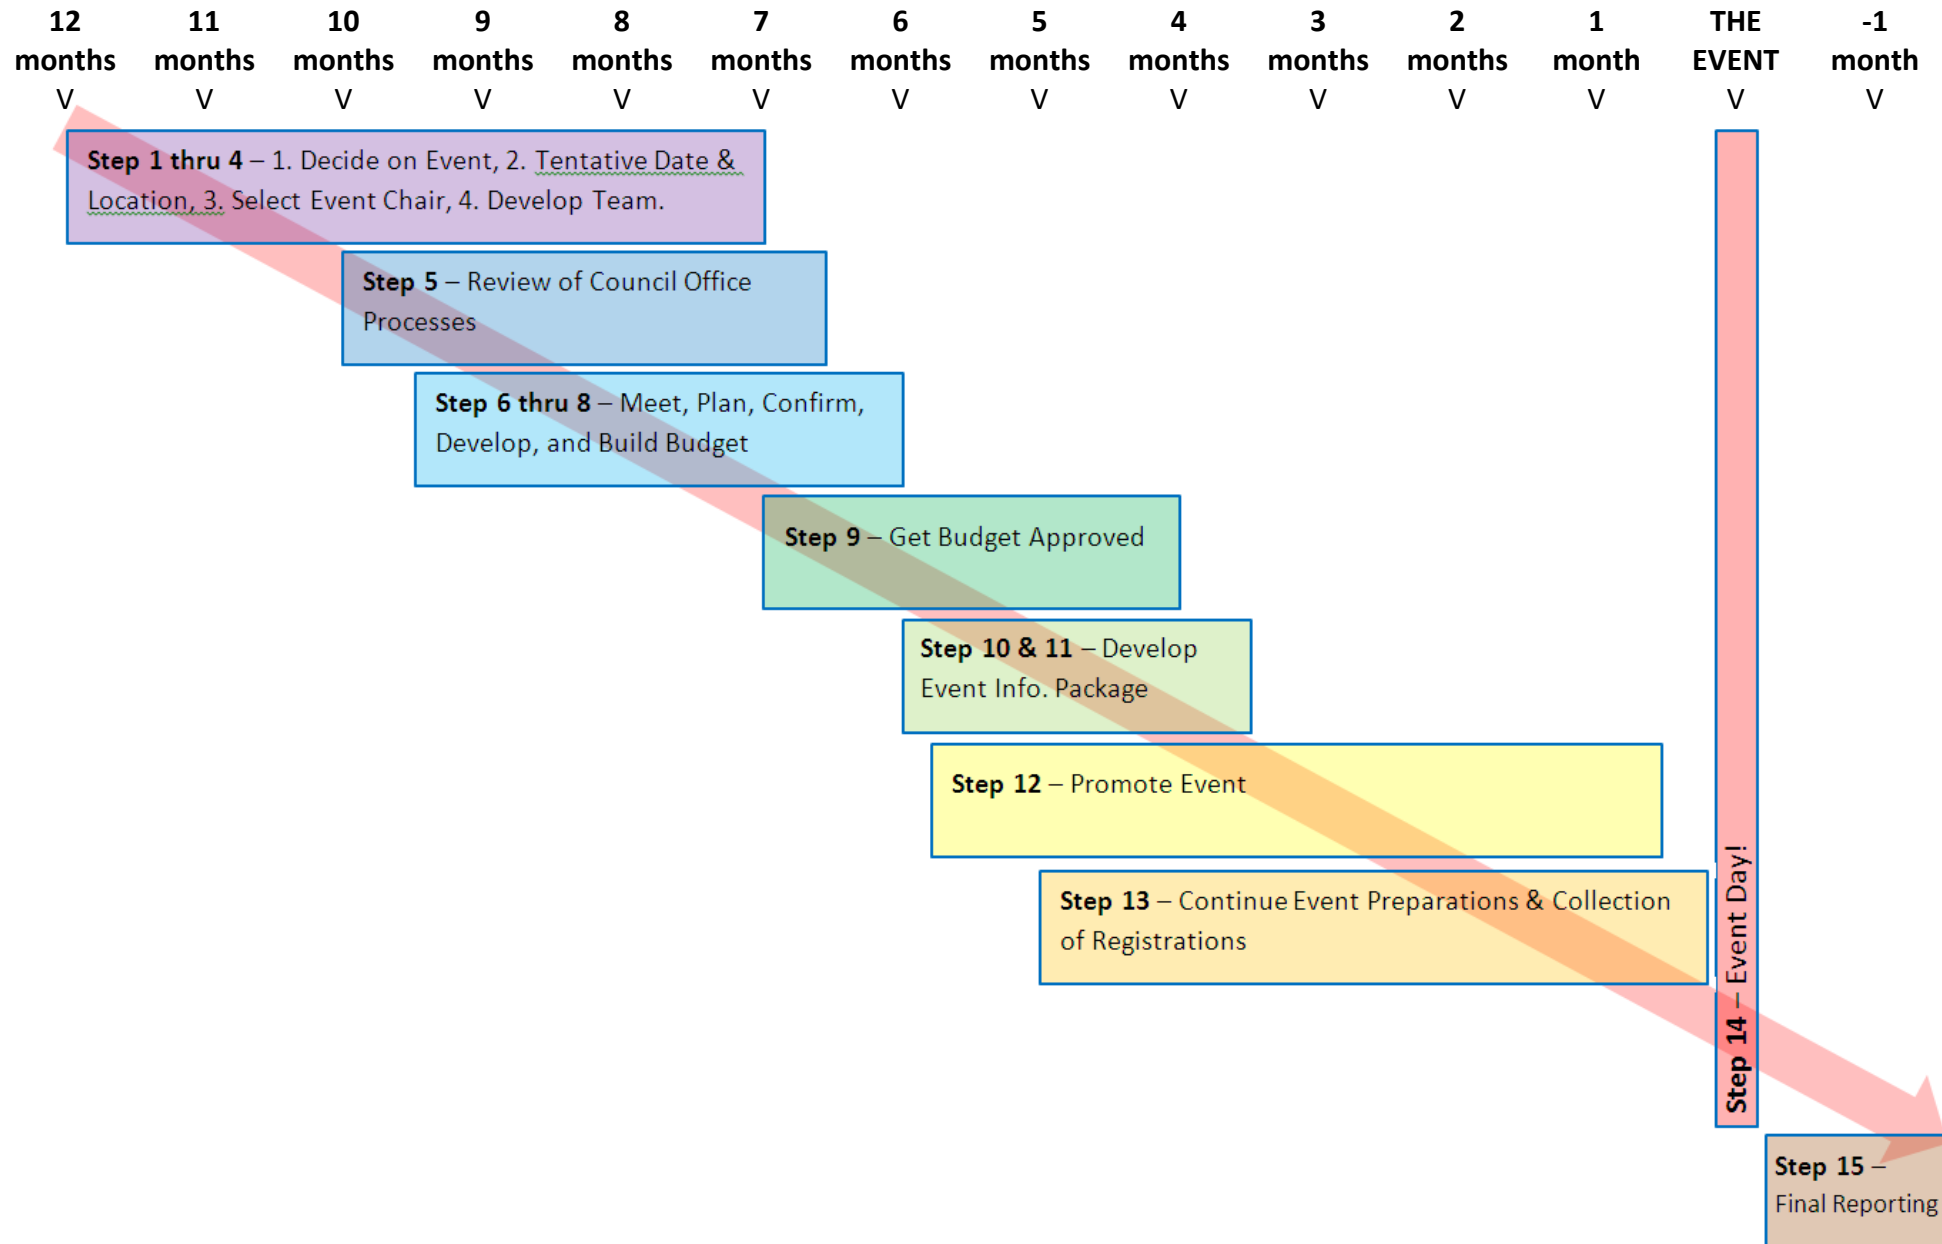 12 11 10 9 8 7 6 5 4 3 2 1 THE -1
months months months months months months months months months months months month EVENT month
V V V V V V V V V V V V V V
Step 1 thru 4 – 1. Decide on Event, 2. Tentative Date &
Location, 3. Select Event Chair, 4. Develop Team.
Step 5 – Review of Council Office
Processes
Step 6 thru 8 – Meet, Plan, Confirm,
Develop, and Build Budget
Step 9 – Get Budget Approved
Step 10 & 11 – Develop
Event Info. Package
Step 12 – Promote Event
Step 13 – Continue Event Preparations & Collection
of Registrations
Step 14 – Event Day!
Step 15 –
Final Reporting